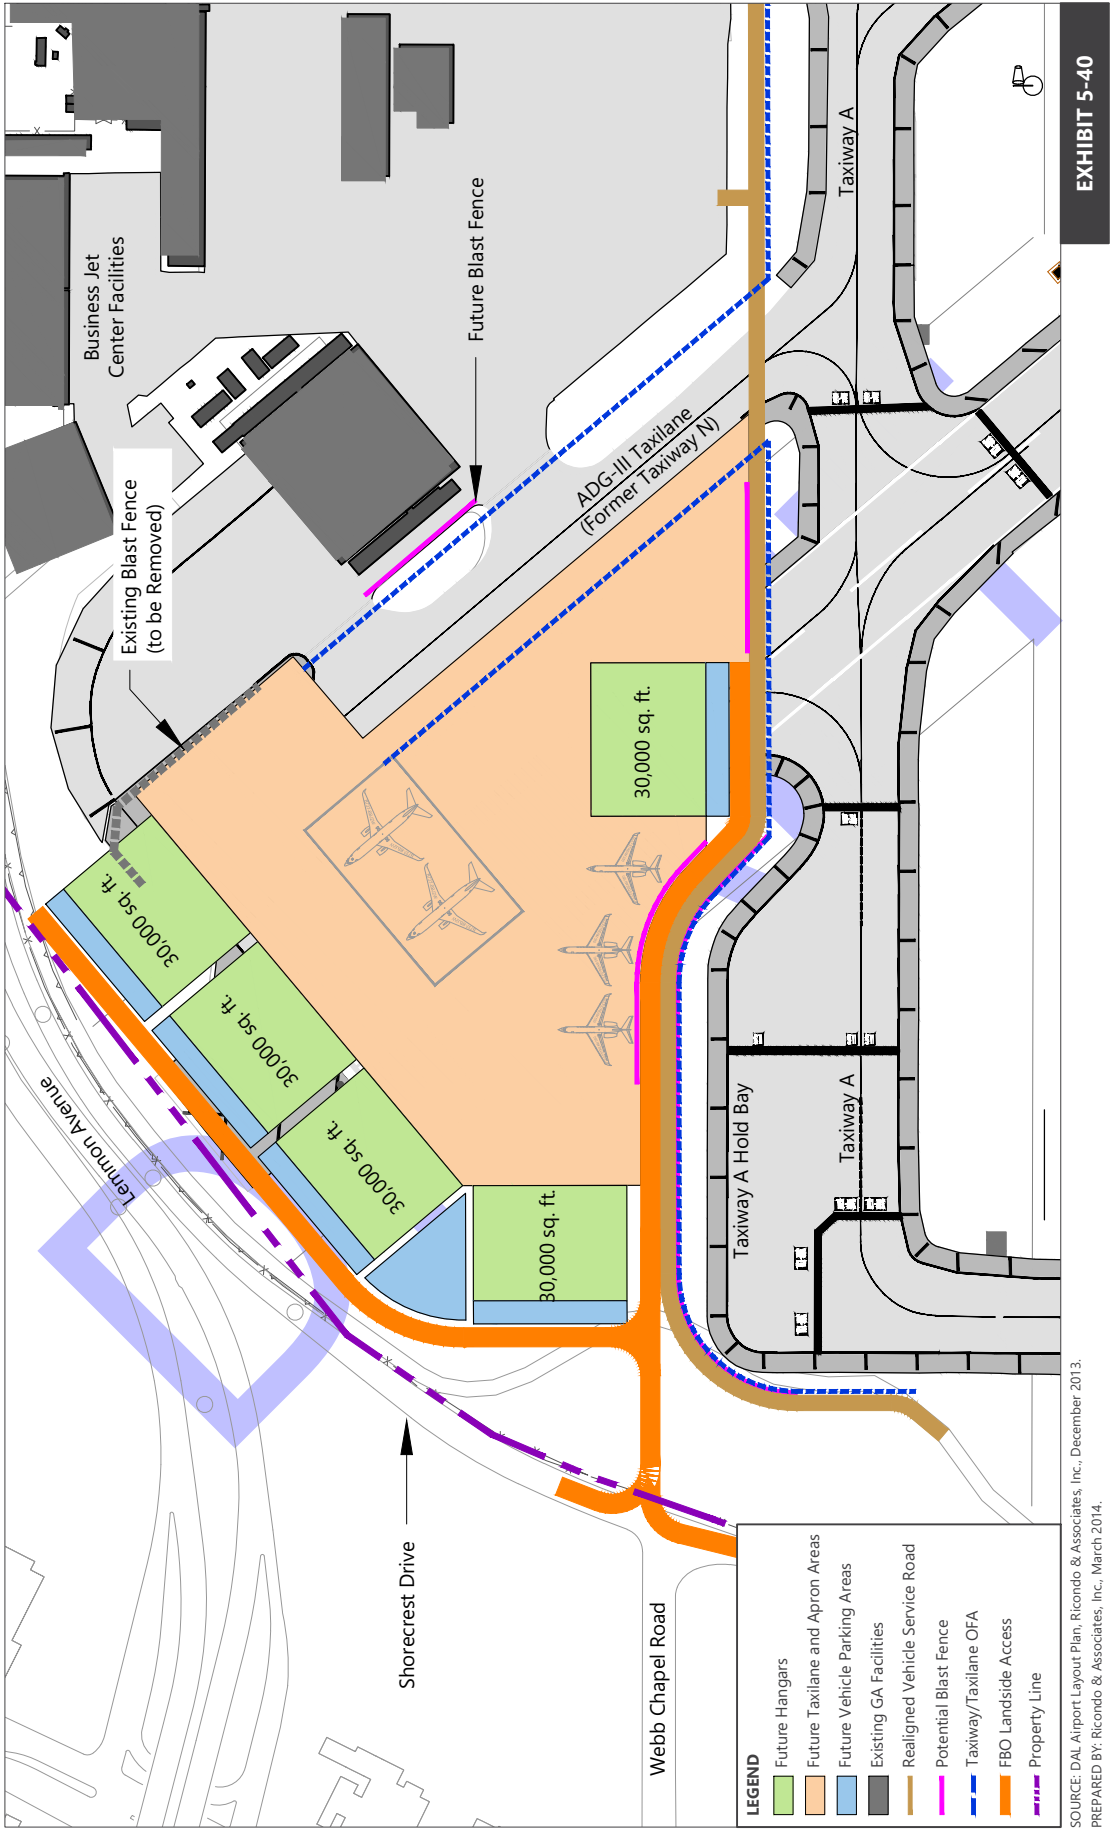 EXHIBIT 5-40
Business Jet
Center Facilities
Future Blast Fence
Taxiway A
Existing Blast Fence
(to be Removed)
ADG-III Taxilane
(Former Taxiway N)
30,000 sq. ft.
30,000 sq. ft.
30,000 sq. ft.
30,000 sq. ft.
30,000 sq. ft.
Lemmon Avenue
Taxiway A Hold Bay
Taxiway A
Shorecrest Drive
Webb Chapel Road
LEGEND
Future Hangars
Future Taxilane and Apron Areas
Future Vehicle Parking Areas
Existing GA Facilities
Realigned Vehicle Service Road
Potential Blast Fence
Taxiway/Taxilane OFA
FBO Landside Access
Property Line
SOURCE: DAL Airport Layout Plan, Ricondo & Associates, Inc., December 2013.
PREPARED BY: Ricondo & Associates, Inc., March 2014.